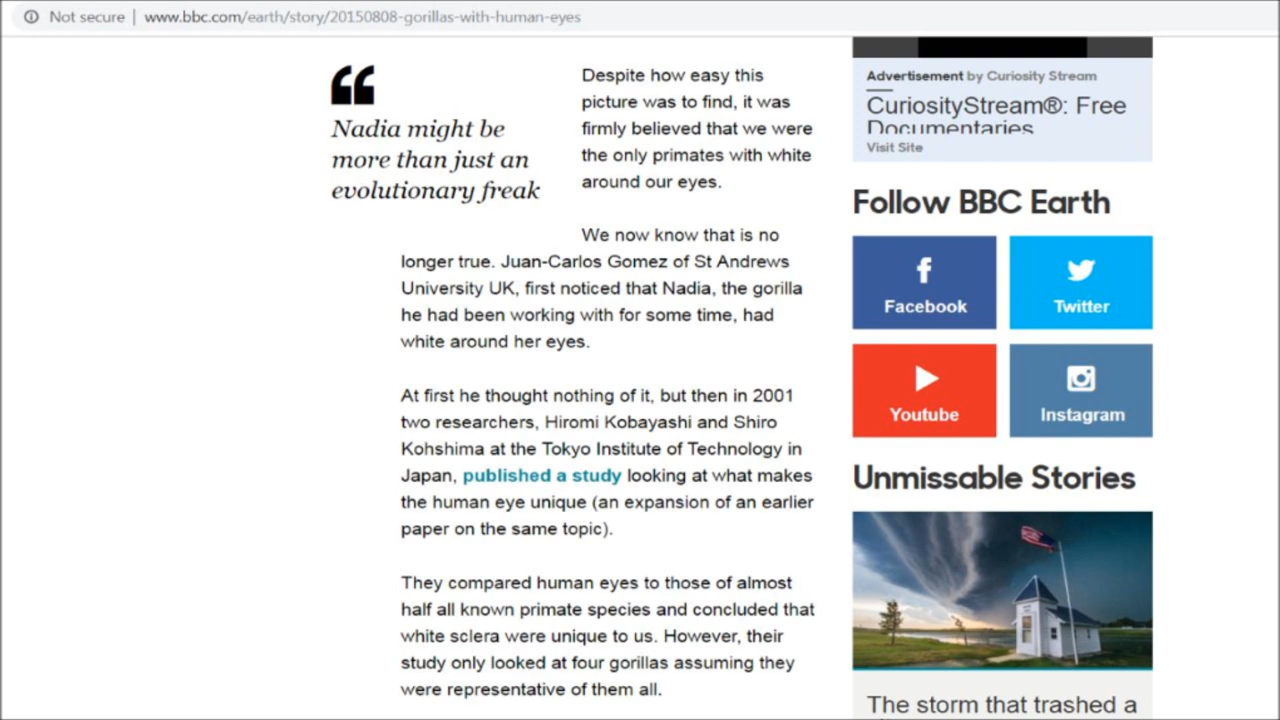 Not secure | www.bbc.com/earth/story/20150808-gorillas-with-human-eyes
Nadia might be
more than just an
evolutionary freak
Despite how easy this
picture was to find, it was
firmly believed that we were
the only primates with white
around our eyes.
We now know that is no
longer true. Juan-Carlos Gomez of St Andrews
University UK, first noticed that Nadia, the gorilla
he had been working with for some time, had
white around her eyes.
At first he thought nothing of it, but then in 2001
two researchers, Hiromi Kobayashi and Shiro
Kohshima at the Tokyo Institute of Technology in
Japan, published a study looking at what makes
the human eye unique (an expansion of an earlier
paper on the same topic).
They compared human eyes to those of almost
half all known primate species and concluded that
white sclera were unique to us. However, their
study only looked at four gorillas assuming they
were representative of them all.
Advertisement by Curiosity Stream
CuriosityStream®: Free
Documentaries
Visit Site
Follow BBC Earth
Facebook
Twitter
Youtube
Instagram
Unmissable Stories
The storm that trashed a